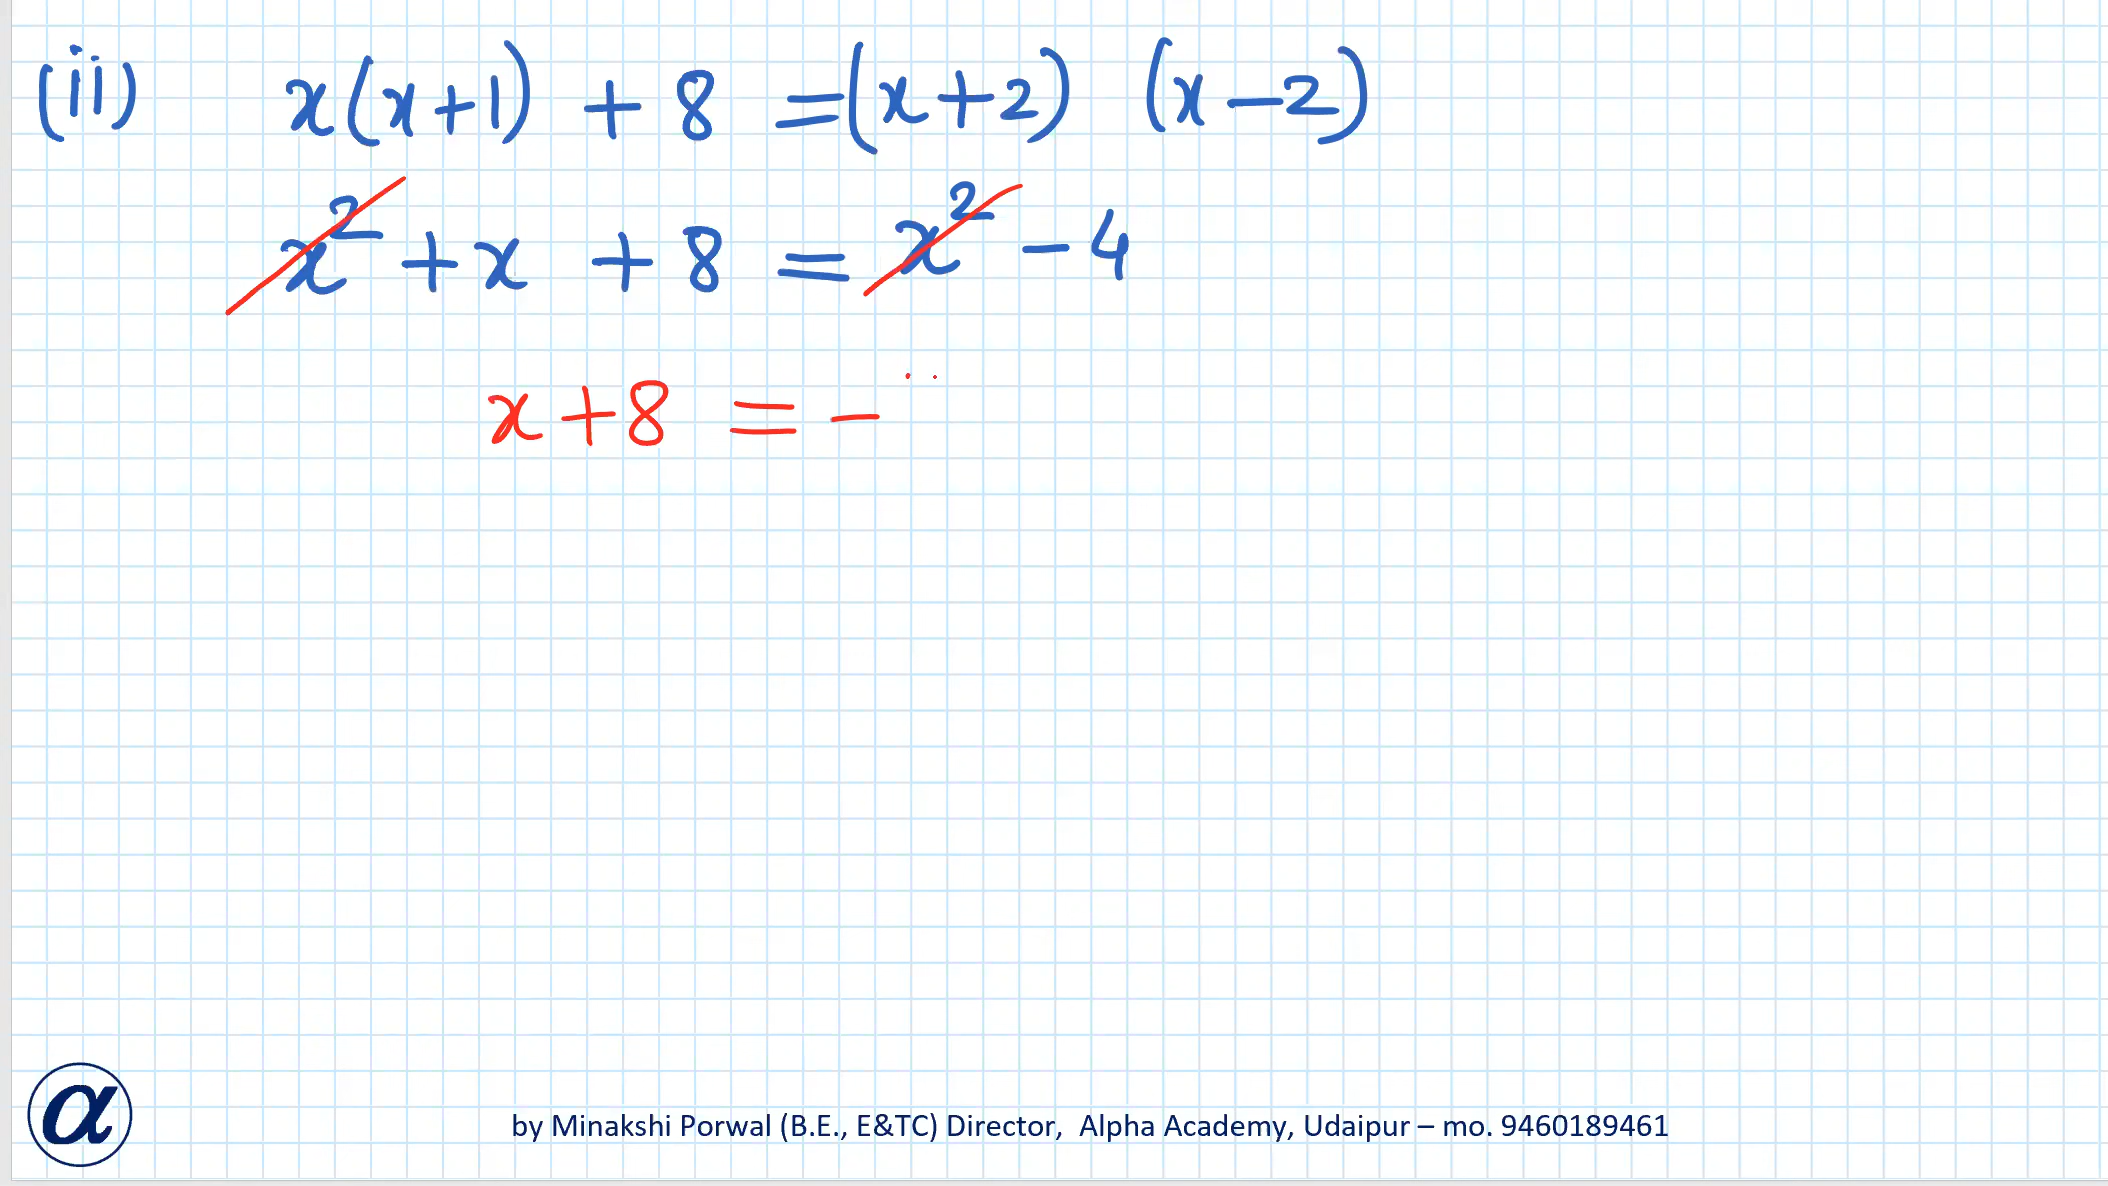 (ii) x(x+1) + 8 = (x+2) (x-2)
x² + x + 8 = x² - 4
x + 8 = -
α
by Minakshi Porwal (B.E., E&TC) Director, Alpha Academy, Udaipur – mo. 9460189461